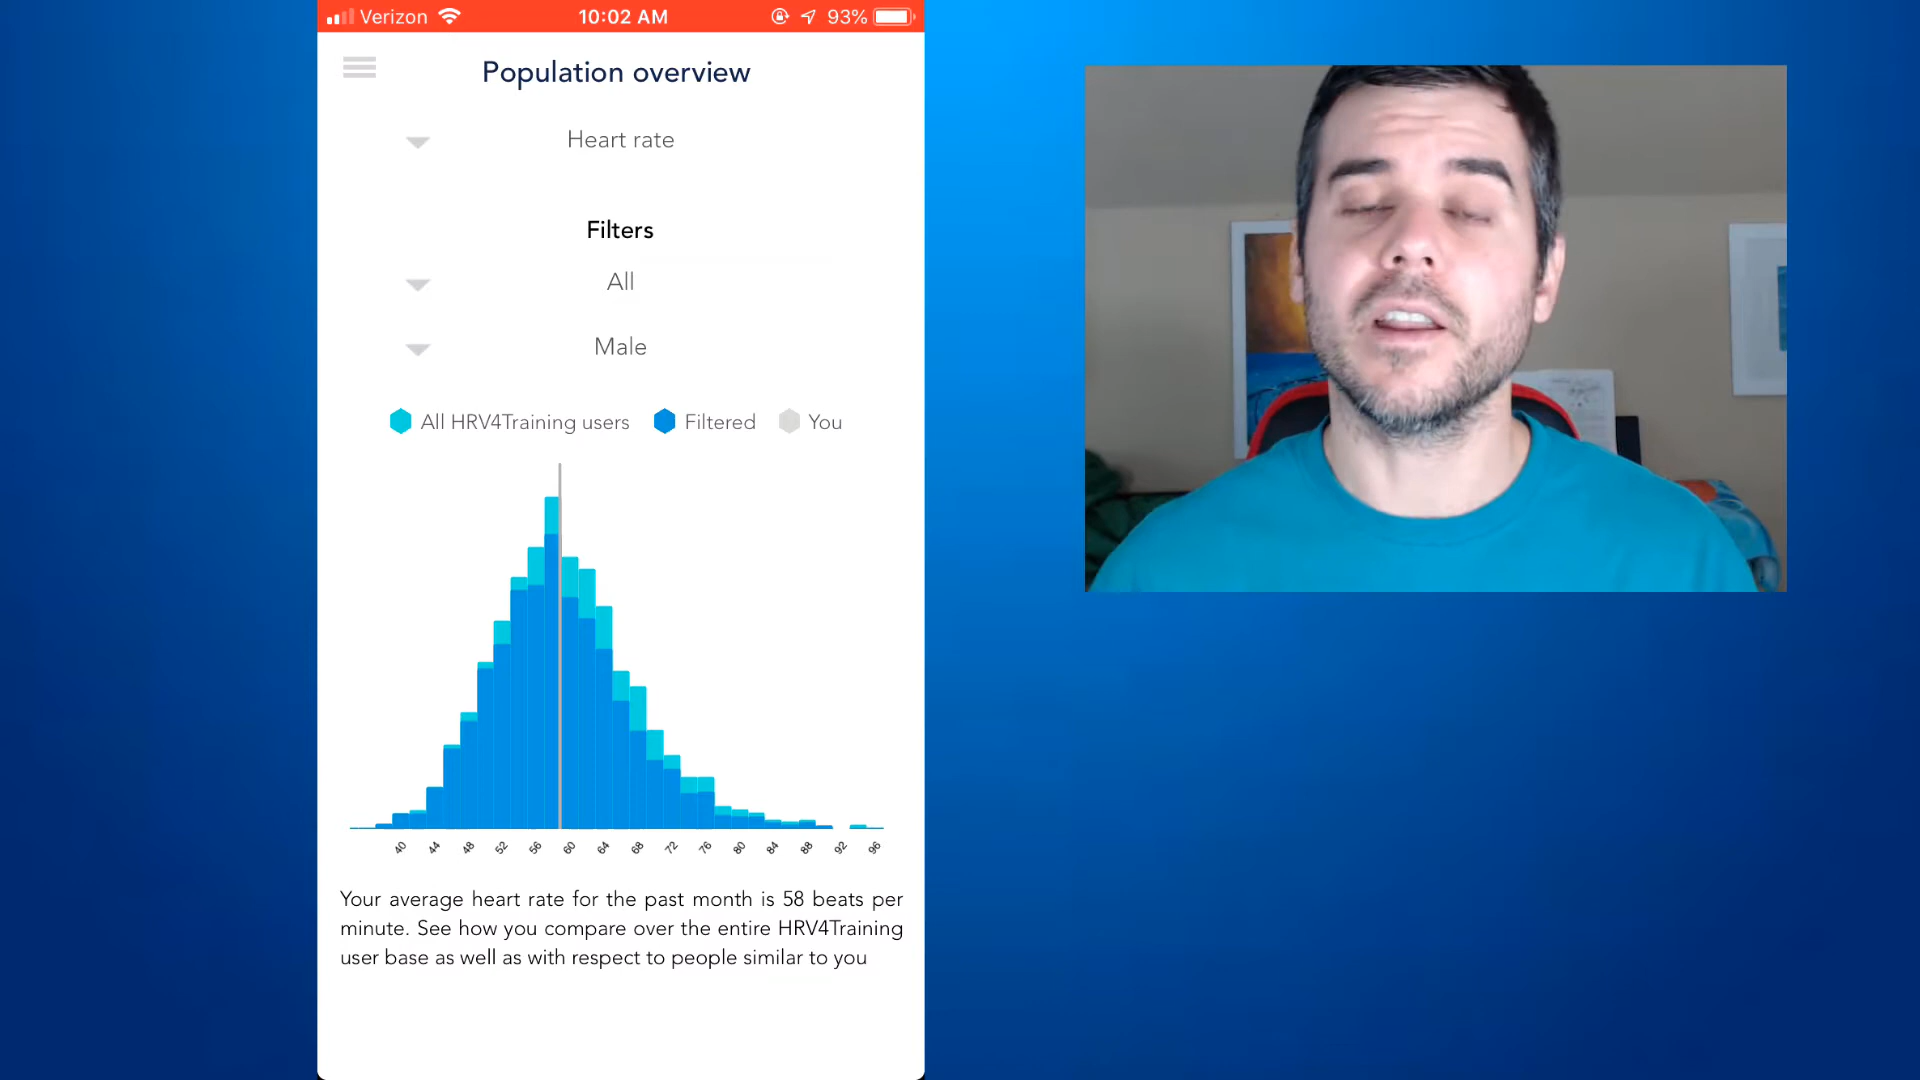 Verizon 10:02 AM 93%
Population overview
Heart rate
Filters
All
Male
All HRV4Training users Filtered You
40 44 48 52 56 60 64 68 72 76 80 84 88 92 96
Your average heart rate for the past month is 58 beats per
minute. See how you compare over the entire HRV4Training
user base as well as with respect to people similar to you